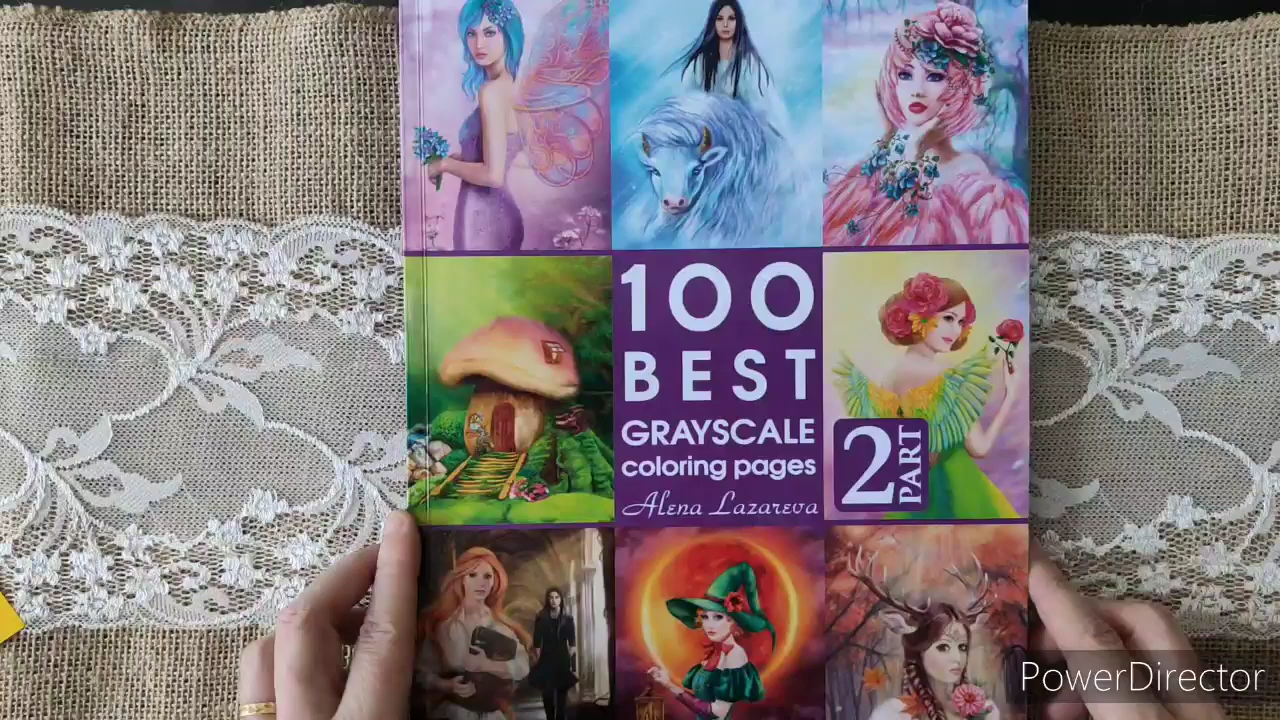 100
BEST
GRAYSCALE
coloring pages
Alena Lazareva
2
PART
PowerDirector